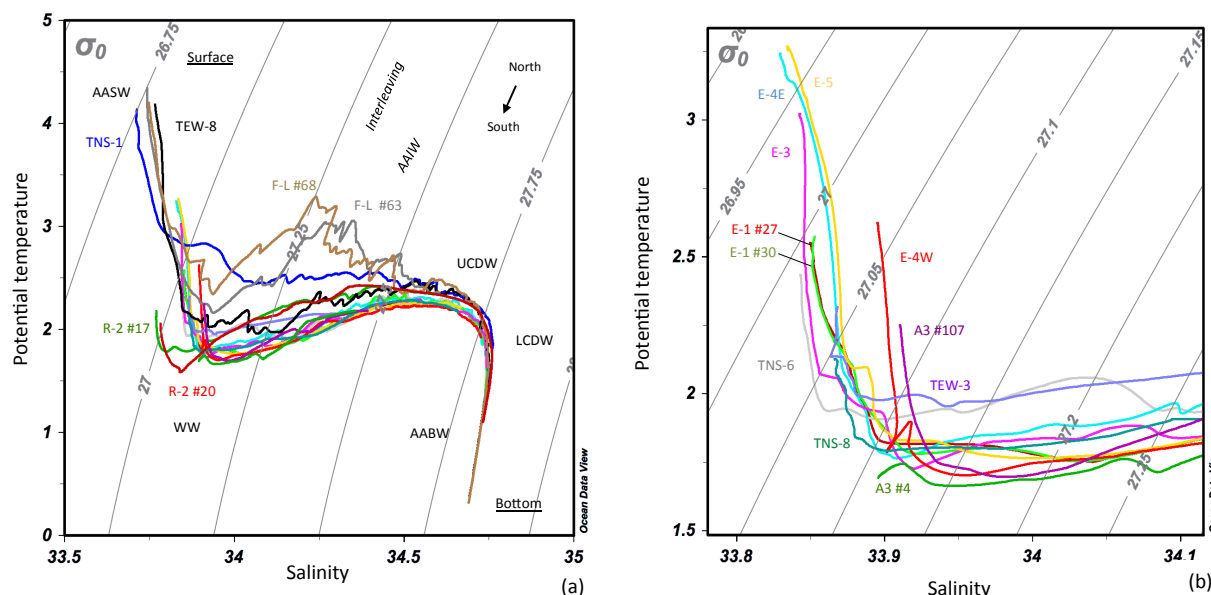 σ₀
26.75
Surface
AASW
TEW-8
TNS-1
Interleaving
North
South
AAIW
F-L #68
F-L #63
27.25
27.75
UCDW
LCDW
R-2 #17
R-2 #20
27
WW
AABW
Bottom
Ocean Data View
5
4
3
2
1
0
33.5
34
34.5
35
Potential temperature
Salinity
(a)
σ₀
26.95
27
27.05
27.1
27.15
27.2
27.25
E-5
E-4E
E-3
E-1 #27
E-1 #30
E-4W
A3 #107
TNS-6
TEW-3
TNS-8
A3 #4
3
2.5
2
1.5
33.8
33.9
34
34.1
Potential temperature
Salinity
(b)